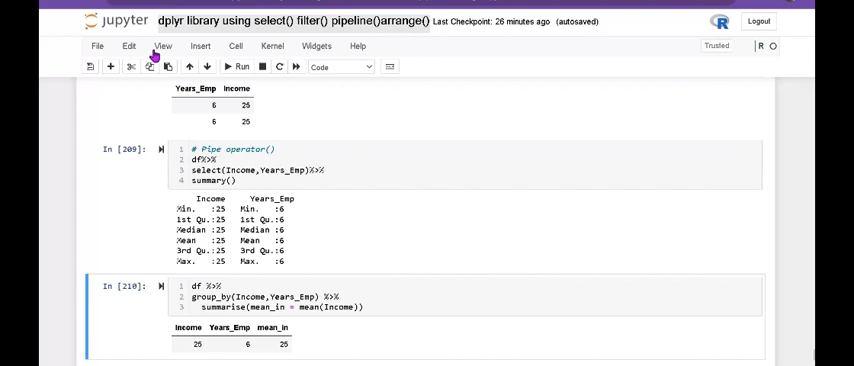 jupyter dplyr library using select() filter() pipeline()arrange() Last Checkpoint: 26 minutes ago (autosaved) R Logout
File Edit View Insert Cell Kernel Widgets Help Trusted R
Run Code
Years_Emp Income
6 25
6 25
In [209]: 1 # Pipe operator()
2 df%>%
3 select(Income,Years_Emp)%>%
4 summary()
Income Years_Emp
Min. :25 Min. :6
1st Qu.:25 1st Qu.:6
Median :25 Median :6
Mean :25 Mean :6
3rd Qu.:25 3rd Qu.:6
Max. :25 Max. :6
In [210]: 1 df %>%
2 group_by(Income,Years_Emp) %>%
3 summarise(mean_in = mean(Income))
Income Years_Emp mean_in
25 6 25